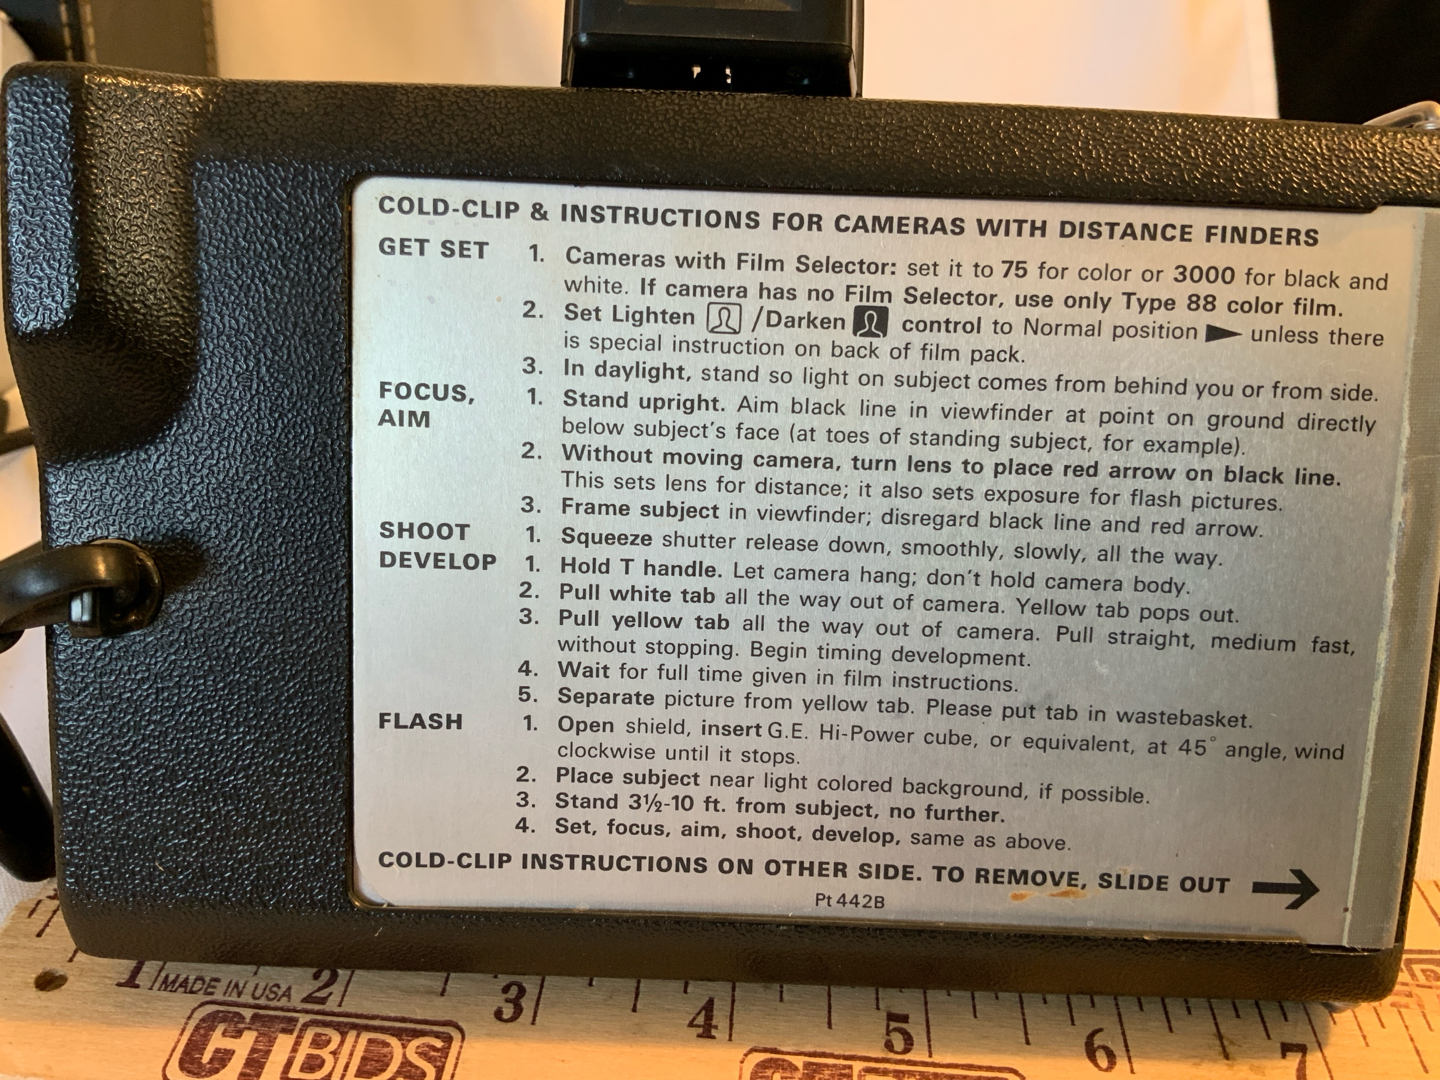 COLD-CLIP & INSTRUCTIONS FOR CAMERAS WITH DISTANCE FINDERS
GET SET 1. Cameras with Film Selector: set it to 75 for color or 3000 for black and
white. If camera has no Film Selector, use only Type 88 color film.
2. Set Lighten /Darken control to Normal position unless there
is special instruction on back of film pack.
3. In daylight, stand so light on subject comes from behind you or from side.
FOCUS, 1. Stand upright. Aim black line in viewfinder at point on ground directly
AIM below subject's face (at toes of standing subject, for example).
2. Without moving camera, turn lens to place red arrow on black line.
This sets lens for distance; it also sets exposure for flash pictures.
3. Frame subject in viewfinder; disregard black line and red arrow.
SHOOT 1. Squeeze shutter release down, smoothly, slowly, all the way.
DEVELOP 1. Hold T handle. Let camera hang; don't hold camera body.
2. Pull white tab all the way out of camera. Yellow tab pops out.
3. Pull yellow tab all the way out of camera. Pull straight, medium fast,
without stopping. Begin timing development.
4. Wait for full time given in film instructions.
5. Separate picture from yellow tab. Please put tab in wastebasket.
FLASH 1. Open shield, insert G.E. Hi-Power cube, or equivalent, at 45° angle, wind
clockwise until it stops.
2. Place subject near light colored background, if possible.
3. Stand 3½-10 ft. from subject, no further.
4. Set, focus, aim, shoot, develop, same as above.
COLD-CLIP INSTRUCTIONS ON OTHER SIDE. TO REMOVE, SLIDE OUT →
Pt 442B
1 MADE IN USA 2 3 4 5 6 7
CTBIDS